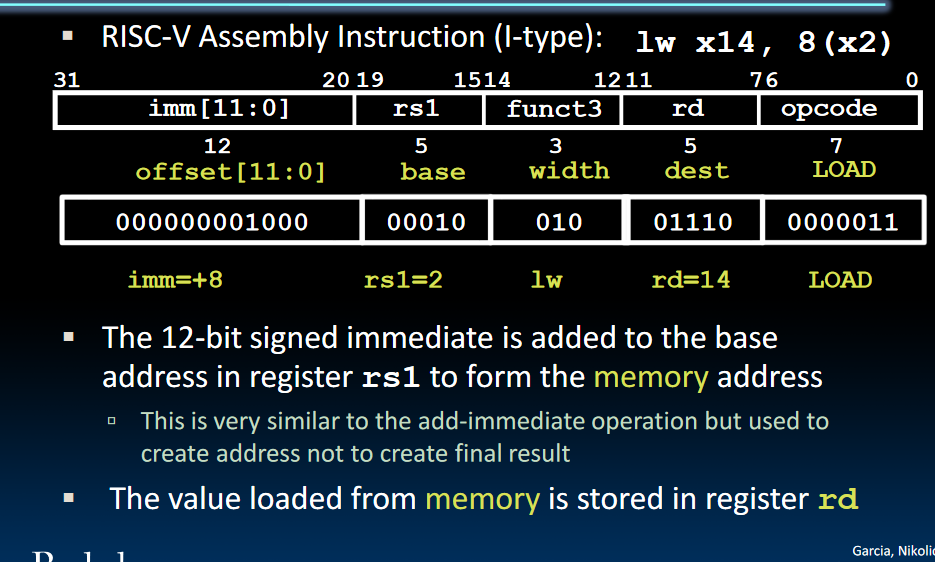 ▪ RISC-V Assembly Instruction (I-type): lw x14, 8(x2)
31 20 19 15 14 12 11 7 6 0
imm[11:0] rs1 funct3 rd opcode
12 5 3 5 7
offset[11:0] base width dest LOAD
000000001000 00010 010 01110 0000011
imm=+8 rs1=2 lw rd=14 LOAD
▪ The 12-bit signed immediate is added to the base
address in register rs1 to form the memory address
▫ This is very similar to the add-immediate operation but used to
create address not to create final result
▪ The value loaded from memory is stored in register rd
Garcia,